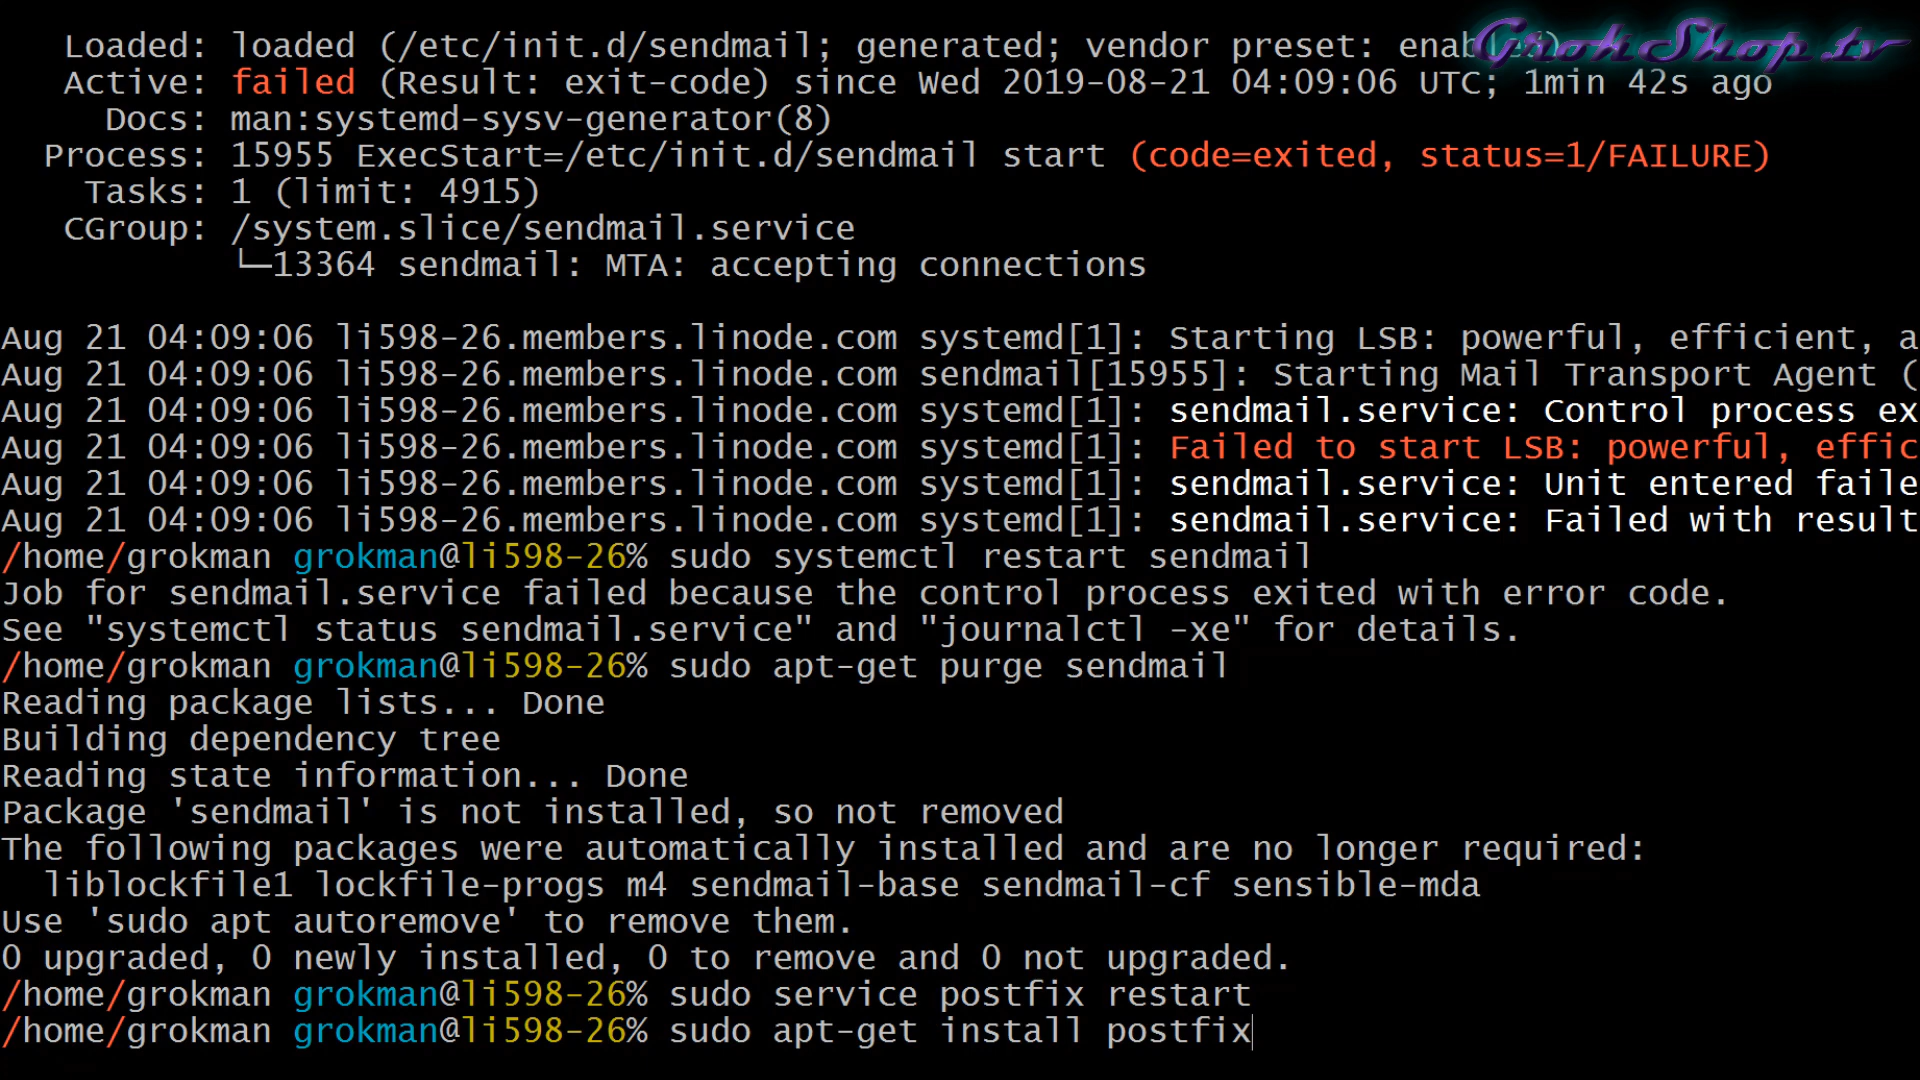 GrokShop.tv
Loaded: loaded (/etc/init.d/sendmail; generated; vendor preset: enabled)
Active: failed (Result: exit-code) since Wed 2019-08-21 04:09:06 UTC; 1min 42s ago
Docs: man:systemd-sysv-generator(8)
Process: 15955 ExecStart=/etc/init.d/sendmail start (code=exited, status=1/FAILURE)
Tasks: 1 (limit: 4915)
CGroup: /system.slice/sendmail.service
└─13364 sendmail: MTA: accepting connections
Aug 21 04:09:06 li598-26.members.linode.com systemd[1]: Starting LSB: powerful, efficient, a
Aug 21 04:09:06 li598-26.members.linode.com sendmail[15955]: Starting Mail Transport Agent (
Aug 21 04:09:06 li598-26.members.linode.com systemd[1]: sendmail.service: Control process ex
Aug 21 04:09:06 li598-26.members.linode.com systemd[1]: Failed to start LSB: powerful, effic
Aug 21 04:09:06 li598-26.members.linode.com systemd[1]: sendmail.service: Unit entered faile
Aug 21 04:09:06 li598-26.members.linode.com systemd[1]: sendmail.service: Failed with result
/home/grokman grokman@li598-26% sudo systemctl restart sendmail
Job for sendmail.service failed because the control process exited with error code.
See "systemctl status sendmail.service" and "journalctl -xe" for details.
/home/grokman grokman@li598-26% sudo apt-get purge sendmail
Reading package lists... Done
Building dependency tree
Reading state information... Done
Package 'sendmail' is not installed, so not removed
The following packages were automatically installed and are no longer required:
liblockfile1 lockfile-progs m4 sendmail-base sendmail-cf sensible-mda
Use 'sudo apt autoremove' to remove them.
0 upgraded, 0 newly installed, 0 to remove and 0 not upgraded.
/home/grokman grokman@li598-26% sudo service postfix restart
/home/grokman grokman@li598-26% sudo apt-get install postfix